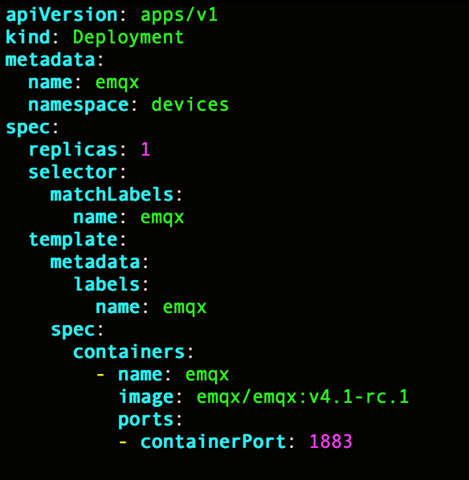 apiVersion: apps/v1
kind: Deployment
metadata:
  name: emqx
  namespace: devices
spec:
  replicas: 1
  selector:
    matchLabels:
      name: emqx
  template:
    metadata:
      labels:
        name: emqx
    spec:
      containers:
        - name: emqx
          image: emqx/emqx:v4.1-rc.1
          ports:
          - containerPort: 1883